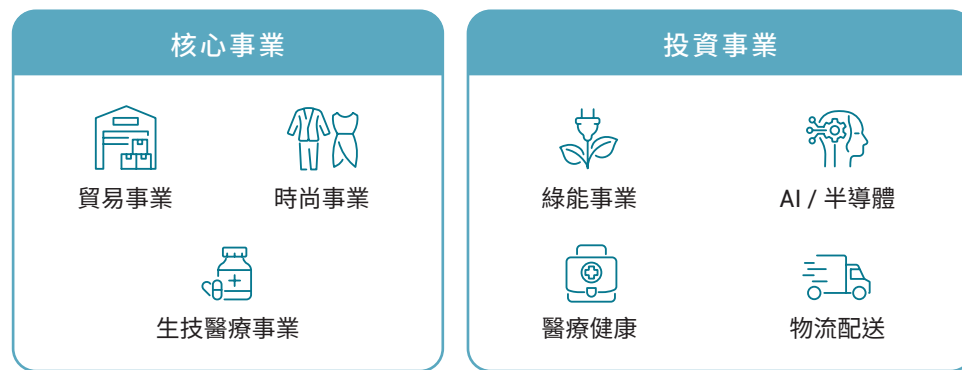 核心事業
貿易事業
時尚事業
生技醫療事業
投資事業
綠能事業
AI / 半導體
醫療健康
物流配送